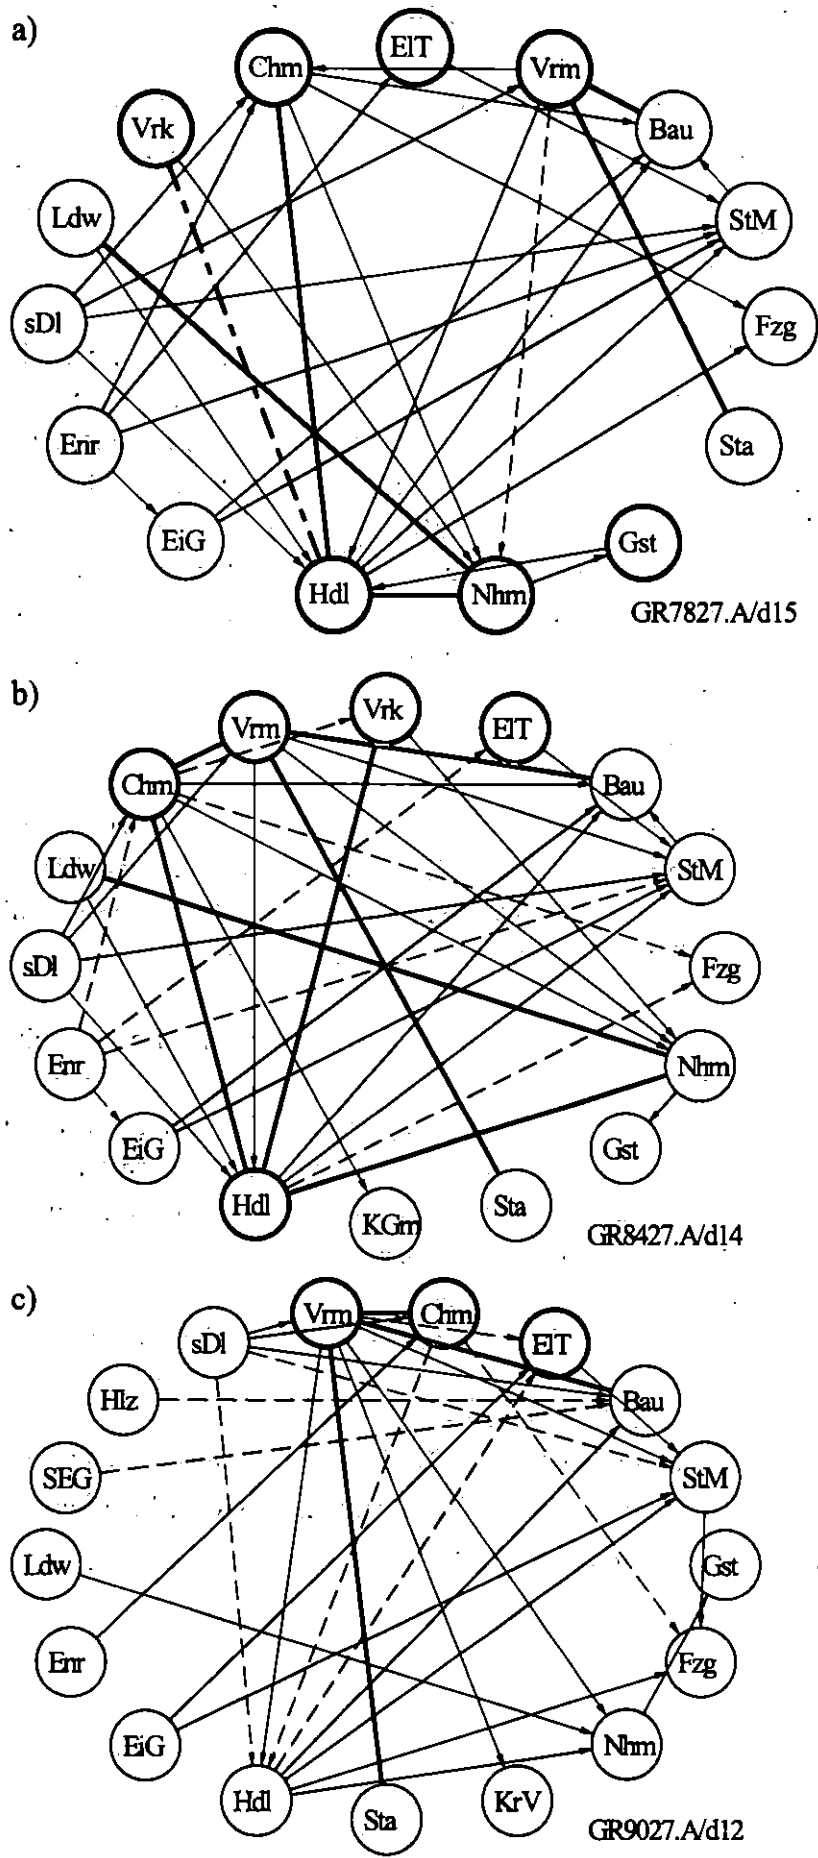 a)
ElT
Chm
Vrm
Vrk
Bau
Ldw
StM
sDl
Fzg
Enr
Sta
EiG
Gst
Hdl
Nhm
GR7827.A/d15
b)
Vrk
Vrm
ElT
Chm
Bau
Ldw
StM
sDl
Fzg
Enr
Nhm
EiG
Gst
Hdl
KGm
Sta
GR8427.A/d14
c)
Vrm
Chm
sDl
ElT
Hlz
Bau
SEG
StM
Ldw
Gst
Enr
Fzg
EiG
Nhm
Hdl
Sta
KrV
GR9027.A/d12